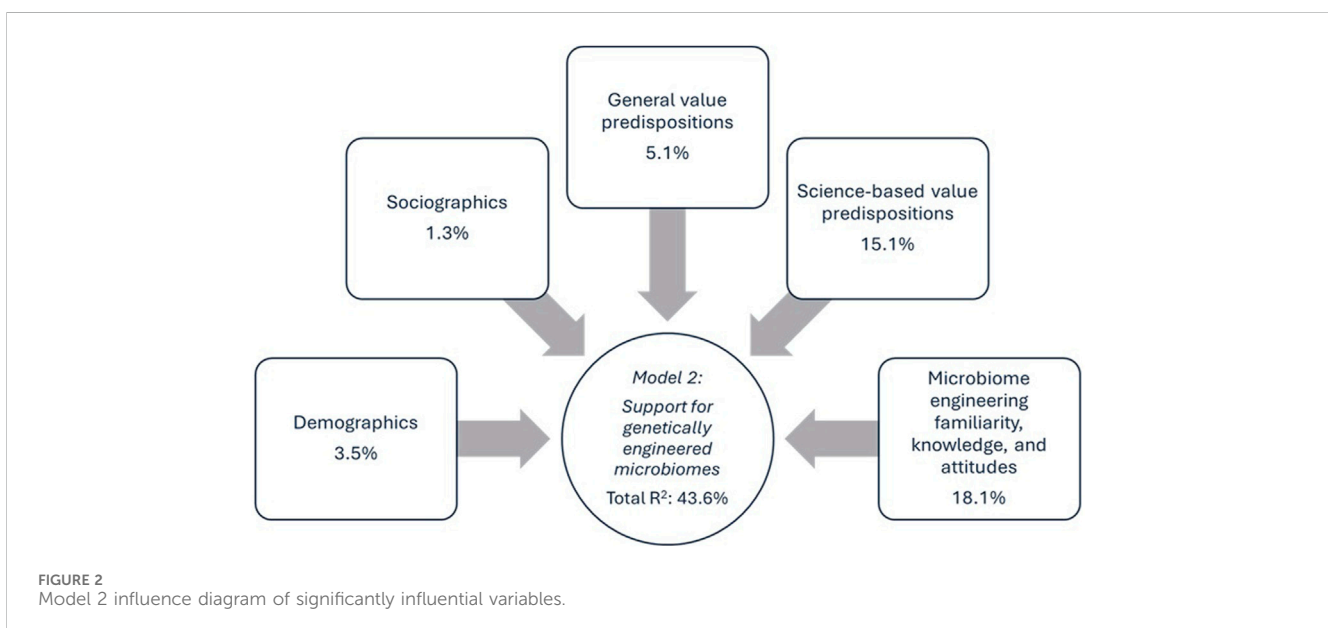 General value
predispositions
5.1%
Sociographics
1.3%
Science-based value
predispositions
15.1%
Demographics
3.5%
Model 2:
Support for
genetically
engineered
microbiomes
Total R²: 43.6%
Microbiome
engineering
familiarity,
knowledge, and
attitudes
18.1%
FIGURE 2
Model 2 influence diagram of significantly influential variables.